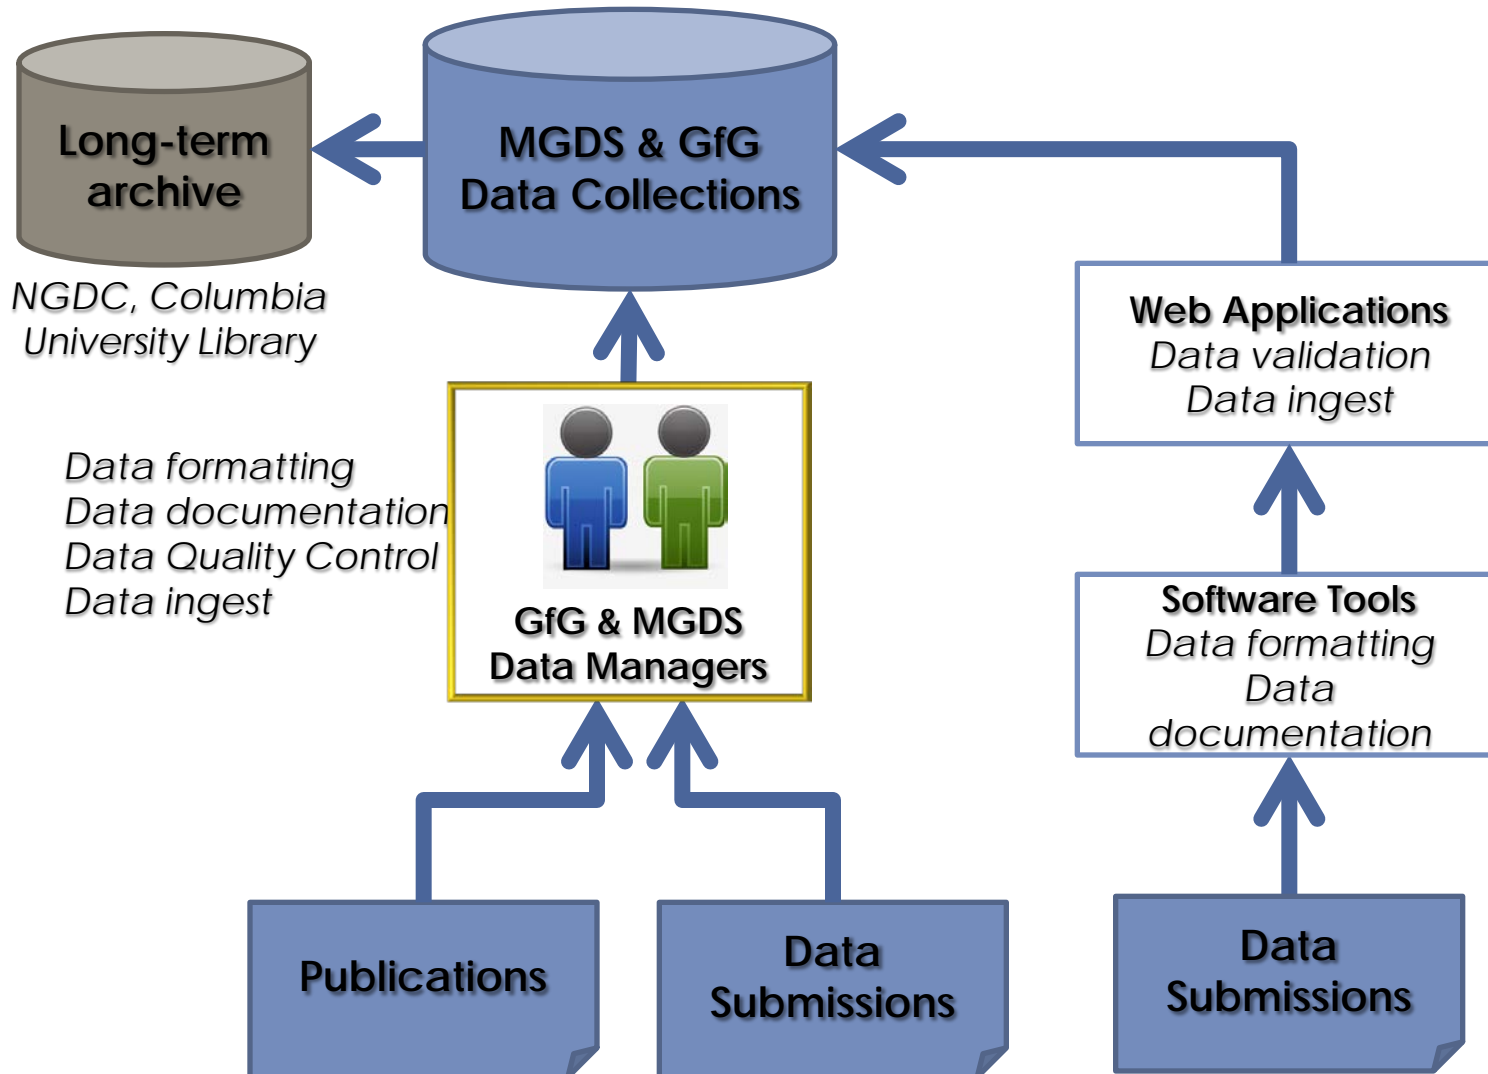 Long-term
archive
MGDS & GfG
Data Collections
NGDC, Columbia
University Library
Web Applications
Data validation
Data ingest
Data formatting
Data documentation
Data Quality Control
Data ingest
GfG & MGDS
Data Managers
Software Tools
Data formatting
Data
documentation
Publications
Data
Submissions
Data
Submissions